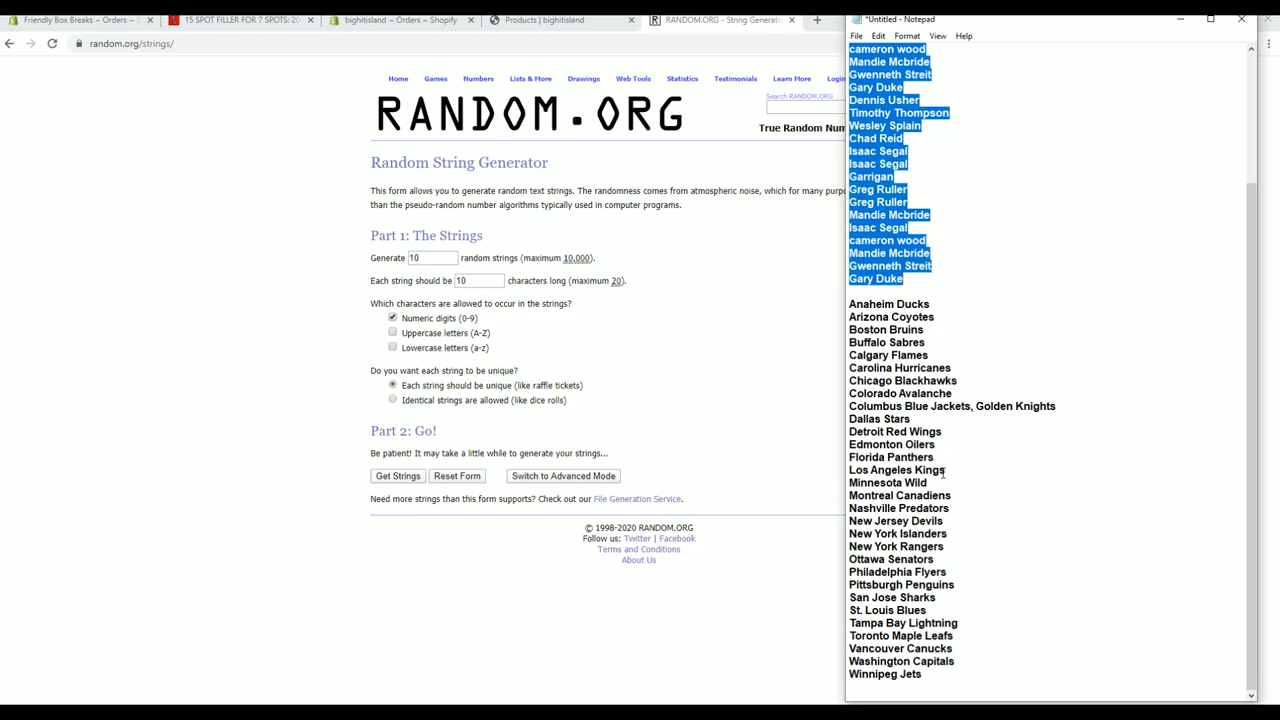 Friendly Box Breaks ~ Orders ~ S
15 SPOT FILLER FOR 7 SPOTS: 20
bighitisland ~ Orders ~ Shopify
Products | bighitisland
RANDOM.ORG - String Generato
*Untitled - Notepad
random.org/strings/
File Edit Format View Help
Home Games Numbers Lists & More Drawings Web Tools Statistics Testimonials Learn More Login
Search RANDOM.ORG
RANDOM.ORG
True Random Num
Random String Generator
This form allows you to generate random text strings. The randomness comes from atmospheric noise, which for many purpo
than the pseudo-random number algorithms typically used in computer programs.
Part 1: The Strings
Generate 10 random strings (maximum 10,000).
Each string should be 10 characters long (maximum 20).
Which characters are allowed to occur in the strings?
Numeric digits (0-9)
Uppercase letters (A-Z)
Lowercase letters (a-z)
Do you want each string to be unique?
Each string should be unique (like raffle tickets)
Identical strings are allowed (like dice rolls)
Part 2: Go!
Be patient! It may take a little while to generate your strings...
Get Strings Reset Form Switch to Advanced Mode
Need more strings than this form supports? Check out our File Generation Service.
© 1998-2020 RANDOM.ORG
Follow us: Twitter | Facebook
Terms and Conditions
About Us
cameron wood
Mandie Mcbride
Gwenneth Streit
Gary Duke
Dennis Usher
Timothy Thompson
Wesley Splain
Chad Reid
Isaac Segal
Isaac Segal
Garrigan
Greg Ruller
Greg Ruller
Mandie Mcbride
Isaac Segal
cameron wood
Mandie Mcbride
Gwenneth Streit
Gary Duke
Anaheim Ducks
Arizona Coyotes
Boston Bruins
Buffalo Sabres
Calgary Flames
Carolina Hurricanes
Chicago Blackhawks
Colorado Avalanche
Columbus Blue Jackets, Golden Knights
Dallas Stars
Detroit Red Wings
Edmonton Oilers
Florida Panthers
Los Angeles Kings
Minnesota Wild
Montreal Canadiens
Nashville Predators
New Jersey Devils
New York Islanders
New York Rangers
Ottawa Senators
Philadelphia Flyers
Pittsburgh Penguins
San Jose Sharks
St. Louis Blues
Tampa Bay Lightning
Toronto Maple Leafs
Vancouver Canucks
Washington Capitals
Winnipeg Jets